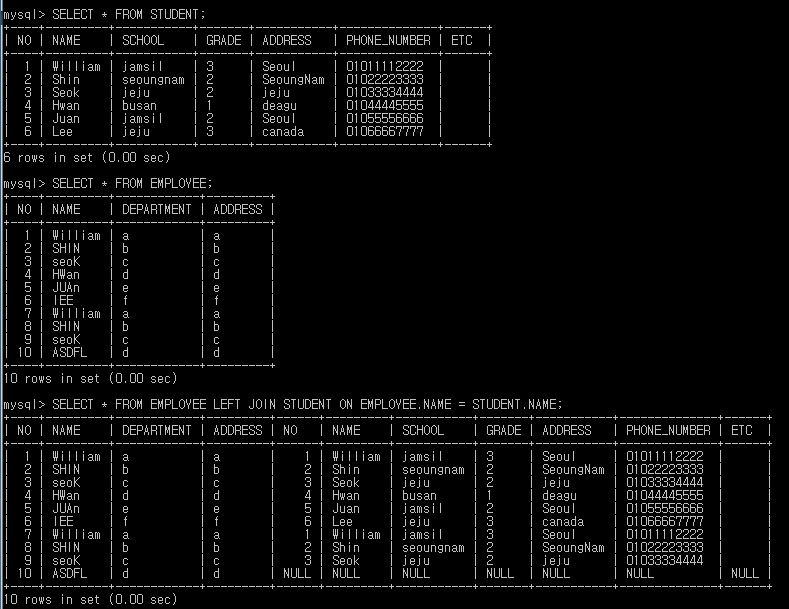 mysql> SELECT * FROM STUDENT;
+----+---------+-----------+-------+-----------+--------------+------+
| NO | NAME    | SCHOOL    | GRADE | ADDRESS   | PHONE_NUMBER | ETC  |
+----+---------+-----------+-------+-----------+--------------+------+
|  1 | William | jamsil    | 3     | Seoul     | 01011112222  |      |
|  2 | Shin    | seoungnam | 2     | SeoungNam | 01022223333  |      |
|  3 | Seok    | jeju      | 2     | jeju      | 01033334444  |      |
|  4 | Hwan    | busan     | 1     | deagu     | 01044445555  |      |
|  5 | Juan    | jamsil    | 2     | Seoul     | 01055556666  |      |
|  6 | Lee     | jeju      | 3     | canada    | 01066667777  |      |
+----+---------+-----------+-------+-----------+--------------+------+
6 rows in set (0.00 sec)
mysql> SELECT * FROM EMPLOYEE;
+----+---------+------------+---------+
| NO | NAME    | DEPARTMENT | ADDRESS |
+----+---------+------------+---------+
|  1 | William | a          | a       |
|  2 | SHIN    | b          | b       |
|  3 | seoK    | c          | c       |
|  4 | HWan    | d          | d       |
|  5 | JUAn    | e          | e       |
|  6 | lEE     | f          | f       |
|  7 | William | a          | a       |
|  8 | SHIN    | b          | b       |
|  9 | seoK    | c          | c       |
| 10 | ASDFL   | d          | d       |
+----+---------+------------+---------+
10 rows in set (0.00 sec)
mysql> SELECT * FROM EMPLOYEE LEFT JOIN STUDENT ON EMPLOYEE.NAME = STUDENT.NAME;
+----+---------+------------+---------+------+---------+-----------+-------+-----------+--------------+------+
| NO | NAME    | DEPARTMENT | ADDRESS | NO   | NAME    | SCHOOL    | GRADE | ADDRESS   | PHONE_NUMBER | ETC  |
+----+---------+------------+---------+------+---------+-----------+-------+-----------+--------------+------+
|  1 | William | a          | a       |    1 | William | jamsil    | 3     | Seoul     | 01011112222  |      |
|  2 | SHIN    | b          | b       |    2 | Shin    | seoungnam | 2     | SeoungNam | 01022223333  |      |
|  3 | seoK    | c          | c       |    3 | Seok    | jeju      | 2     | jeju      | 01033334444  |      |
|  4 | HWan    | d          | d       |    4 | Hwan    | busan     | 1     | deagu     | 01044445555  |      |
|  5 | JUAn    | e          | e       |    5 | Juan    | jamsil    | 2     | Seoul     | 01055556666  |      |
|  6 | lEE     | f          | f       |    6 | Lee     | jeju      | 3     | canada    | 01066667777  |      |
|  7 | William | a          | a       |    1 | William | jamsil    | 3     | Seoul     | 01011112222  |      |
|  8 | SHIN    | b          | b       |    2 | Shin    | seoungnam | 2     | SeoungNam | 01022223333  |      |
|  9 | seoK    | c          | c       |    3 | Seok    | jeju      | 2     | jeju      | 01033334444  |      |
| 10 | ASDFL   | d          | d       | NULL | NULL    | NULL      | NULL  | NULL      | NULL         | NULL |
+----+---------+------------+---------+------+---------+-----------+-------+-----------+--------------+------+
10 rows in set (0.00 sec)